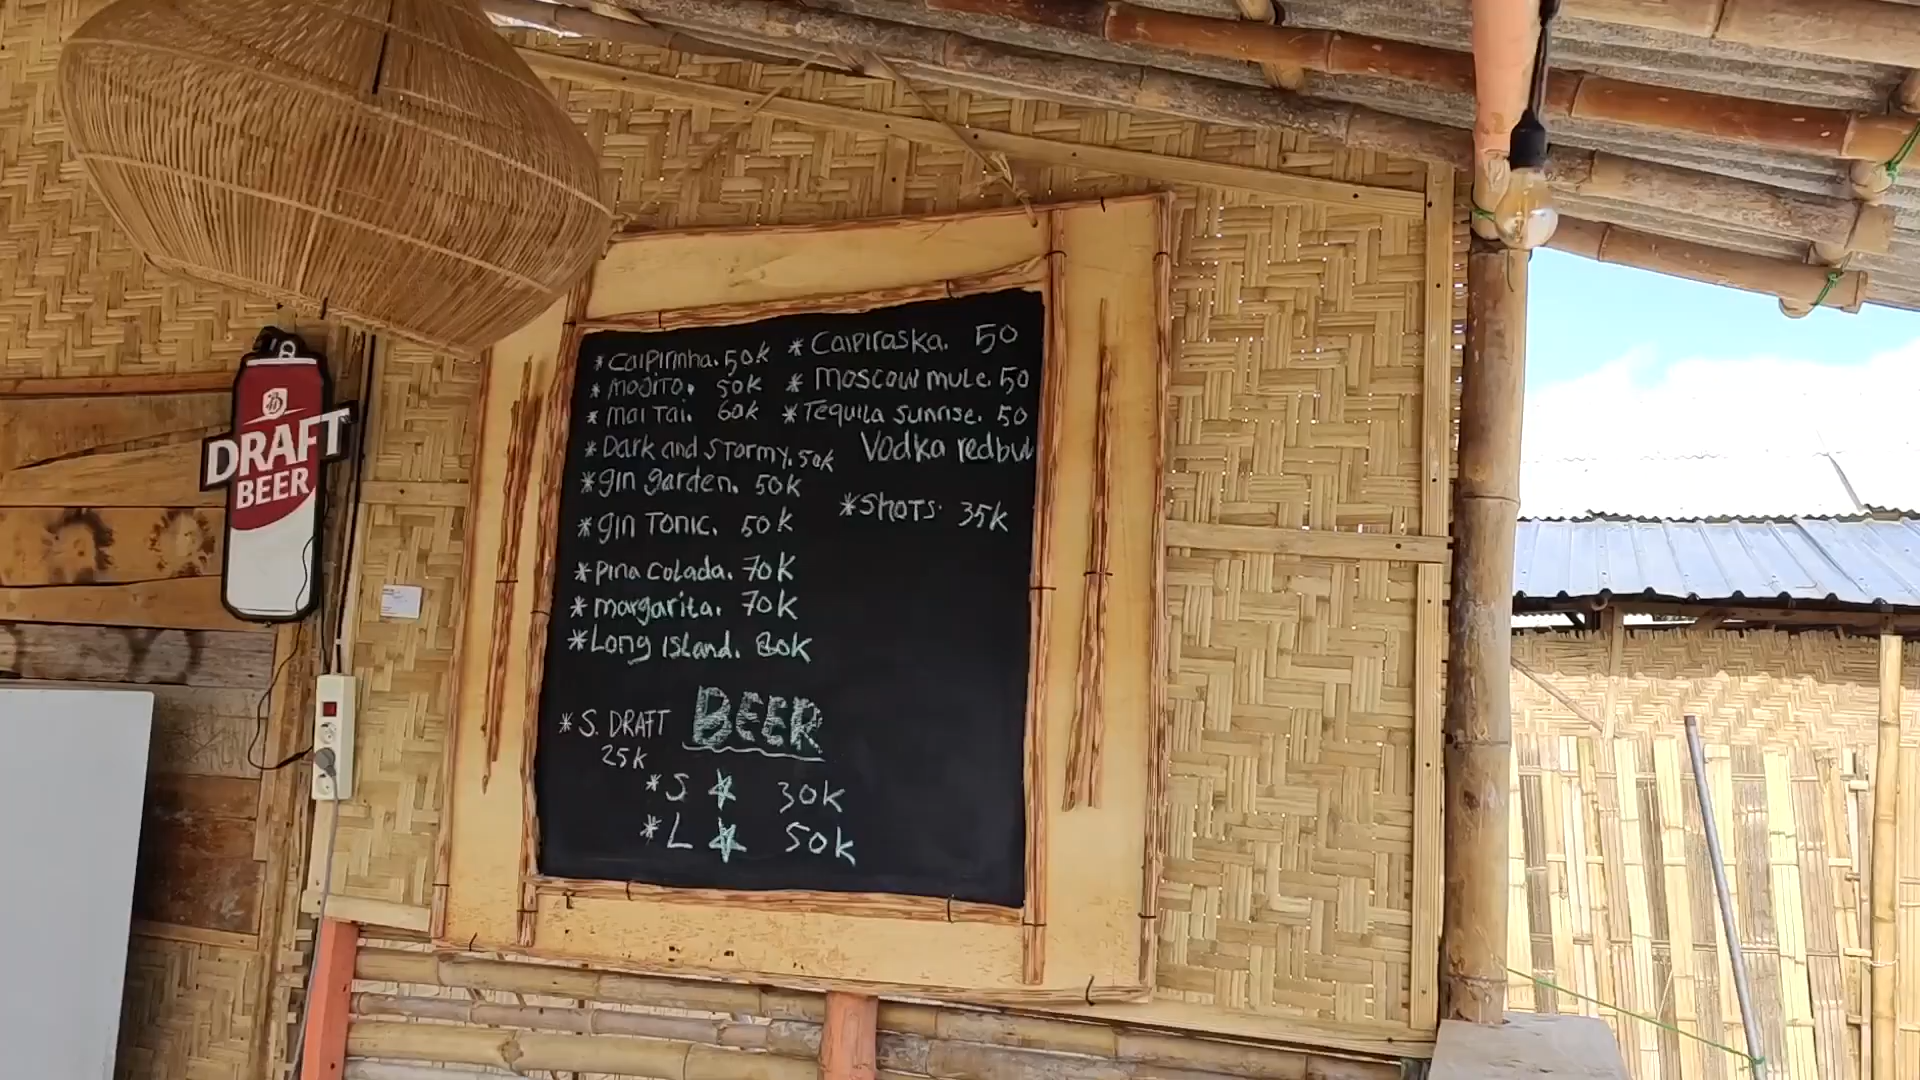 DRAFT
BEER
* Caipirinha. 50K
* Mojito. 50K
* Mai Tai. 60K
* Dark and Stormy. 50K
* gin garden. 50K
* gin Tonic. 50K
* Pina Colada. 70K
* margarita. 70K
* Long Island. 80K
* Caipiraska. 50
* Moscow mule. 50
* Tequila Sunrise. 50
Vodka redbul
* Shots. 35K
BEER
* S. DRAFT
25K
* S ☆ 30K
* L ☆ 50K